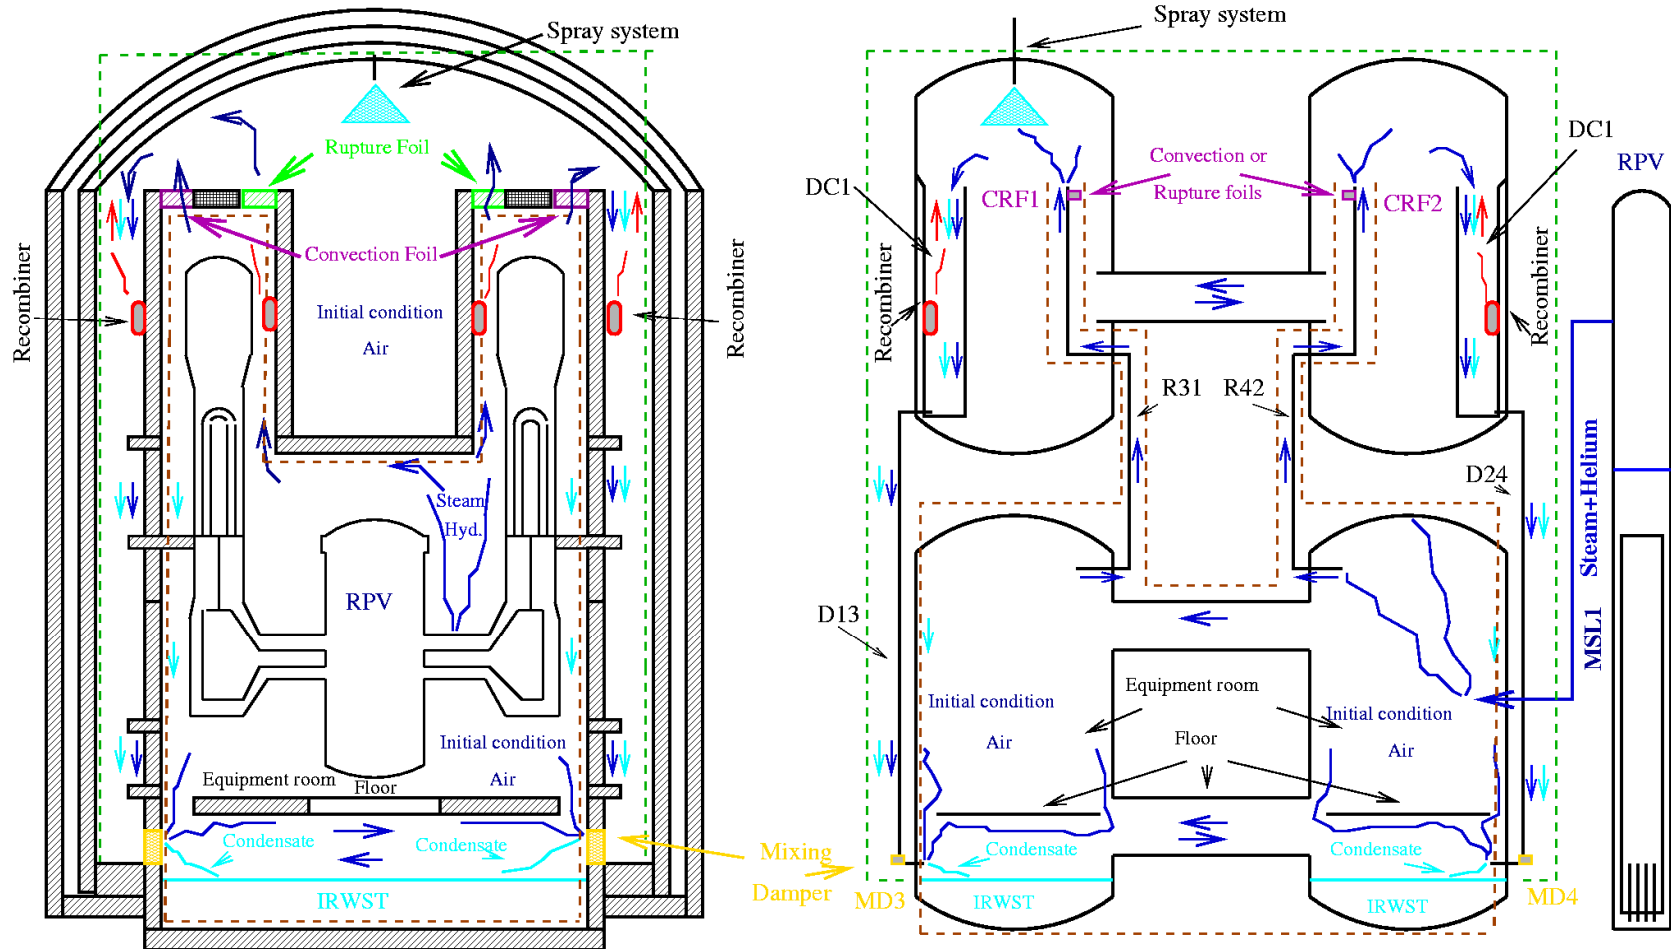 Spray system
Rupture Foil
Convection Foil
Recombiner
Recombiner
Initial condition
Air
Steam
Hyd.
RPV
Initial condition
Air
Equipment room
Floor
Condensate
Condensate
IRWST
Mixing
Damper
Spray system
DC1
DC1
Convection or
Rupture foils
CRF1
CRF2
RPV
Recombiner
Recombiner
R31
R42
D24
D13
MSL1 Steam+Helium
Equipment room
Initial condition
Air
Initial condition
Air
Floor
Condensate
Condensate
MD3
IRWST
IRWST
MD4